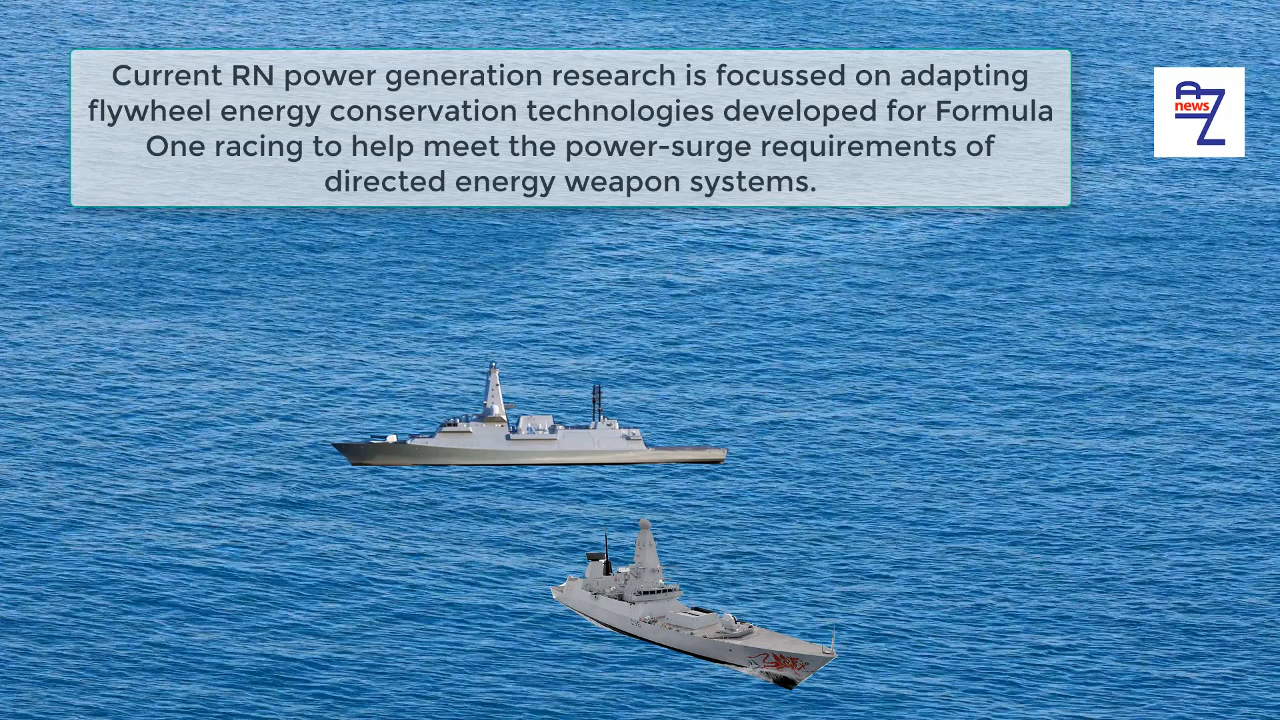 Current RN power generation research is focussed on adapting
flywheel energy conservation technologies developed for Formula
One racing to help meet the power-surge requirements of
directed energy weapon systems.
A
news
Z